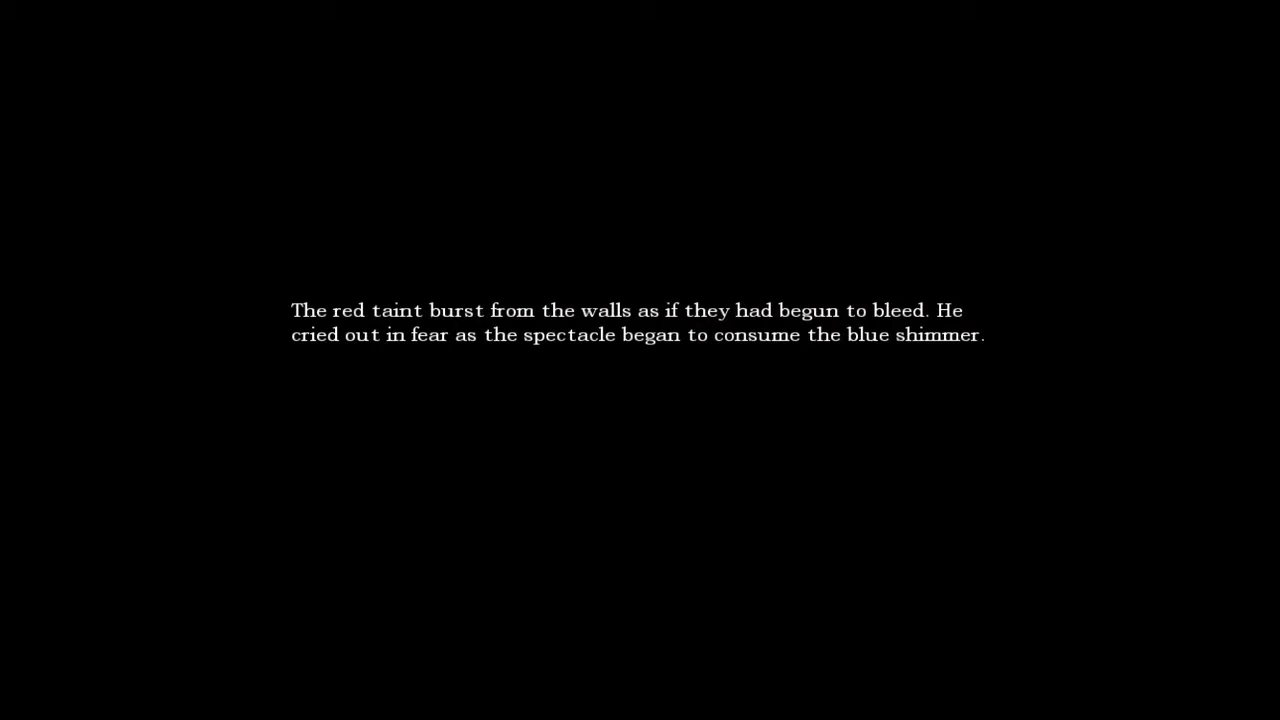 The red taint burst from the walls as if they had begun to bleed. He
cried out in fear as the spectacle began to consume the blue shimmer.